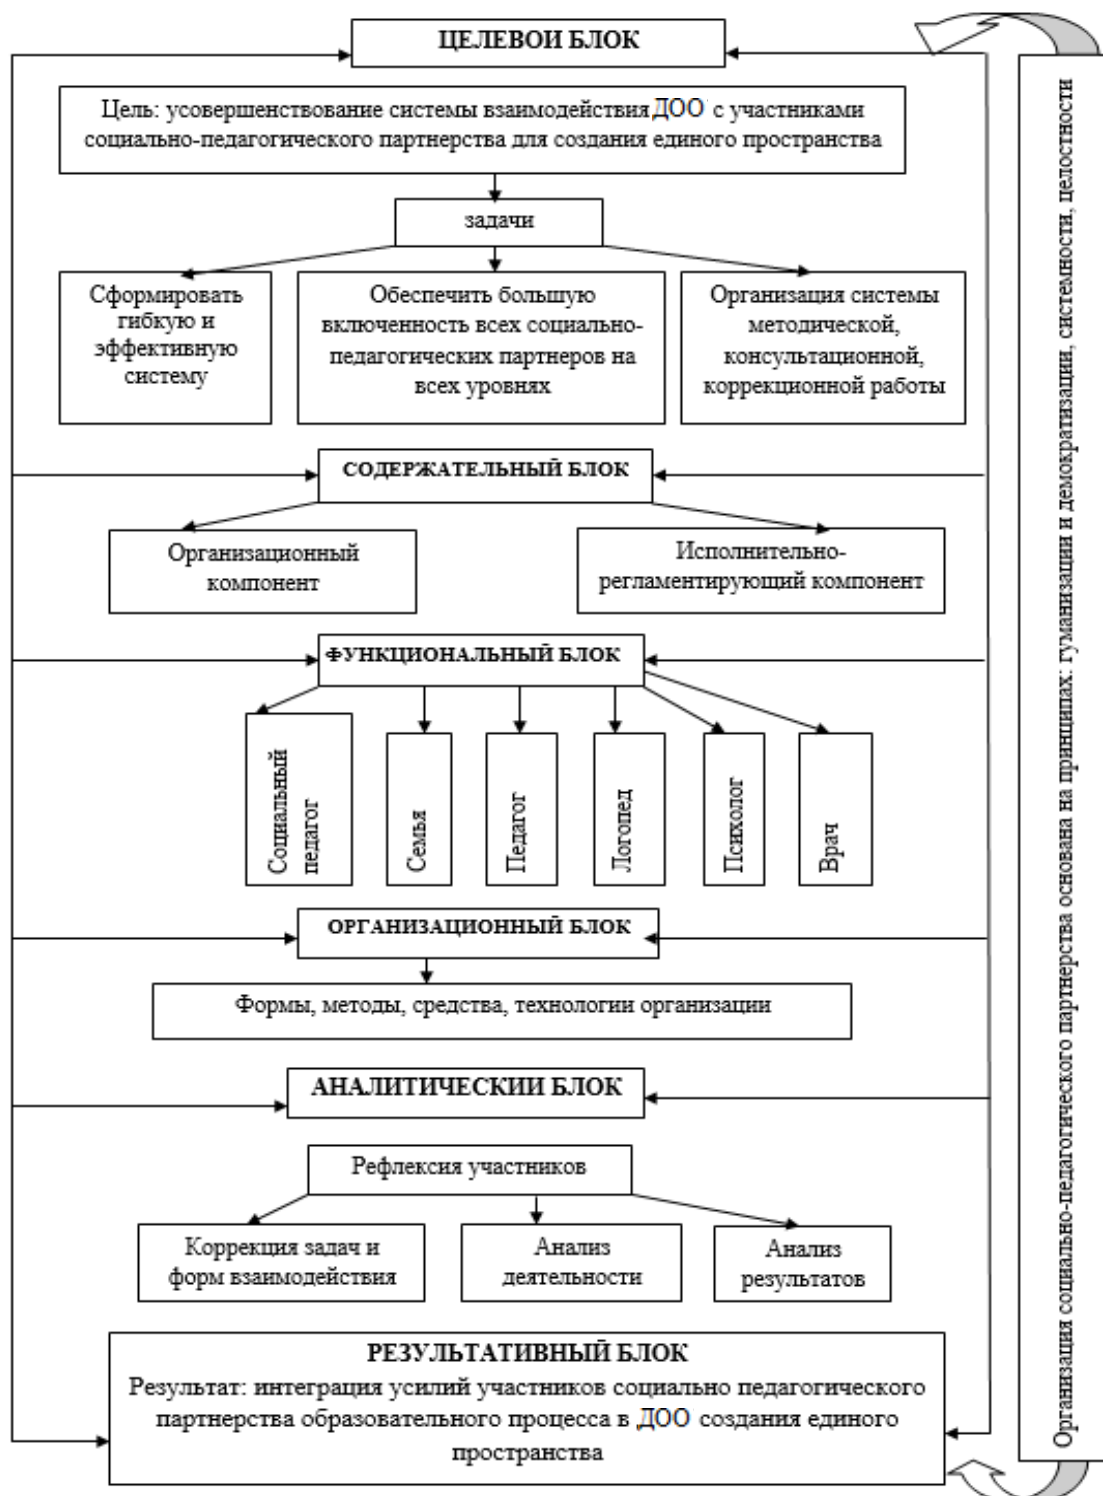 ЦЕЛЕВОЙ БЛОК
Цель: усовершенствование системы взаимодействия ДОО с участниками
социально-педагогического партнерства для создания единого пространства
задачи
Сформировать
гибкую и
эффективную
систему
Обеспечить большую
включенность всех социально-
педагогических партнеров на
всех уровнях
Организация системы
методической,
консультационной,
коррекционной работы
СОДЕРЖАТЕЛЬНЫЙ БЛОК
Организационный
компонент
Исполнительно-
регламентирующий компонент
ФУНКЦИОНАЛЬНЫЙ БЛОК
Социальный
педагог
Семья
Педагог
Логопед
Психолог
Врач
ОРГАНИЗАЦИОННЫЙ БЛОК
Формы, методы, средства, технологии организации
АНАЛИТИЧЕСКИЙ БЛОК
Рефлексия участников
Коррекция задач и
форм взаимодействия
Анализ
деятельности
Анализ
результатов
РЕЗУЛЬТАТИВНЫЙ БЛОК
Результат: интеграция усилий участников социально педагогического
партнерства образовательного процесса в ДОО создания единого
пространства
Организация социально-педагогического партнерства основана на принципах: гуманизации и демократизации, системности, целостности